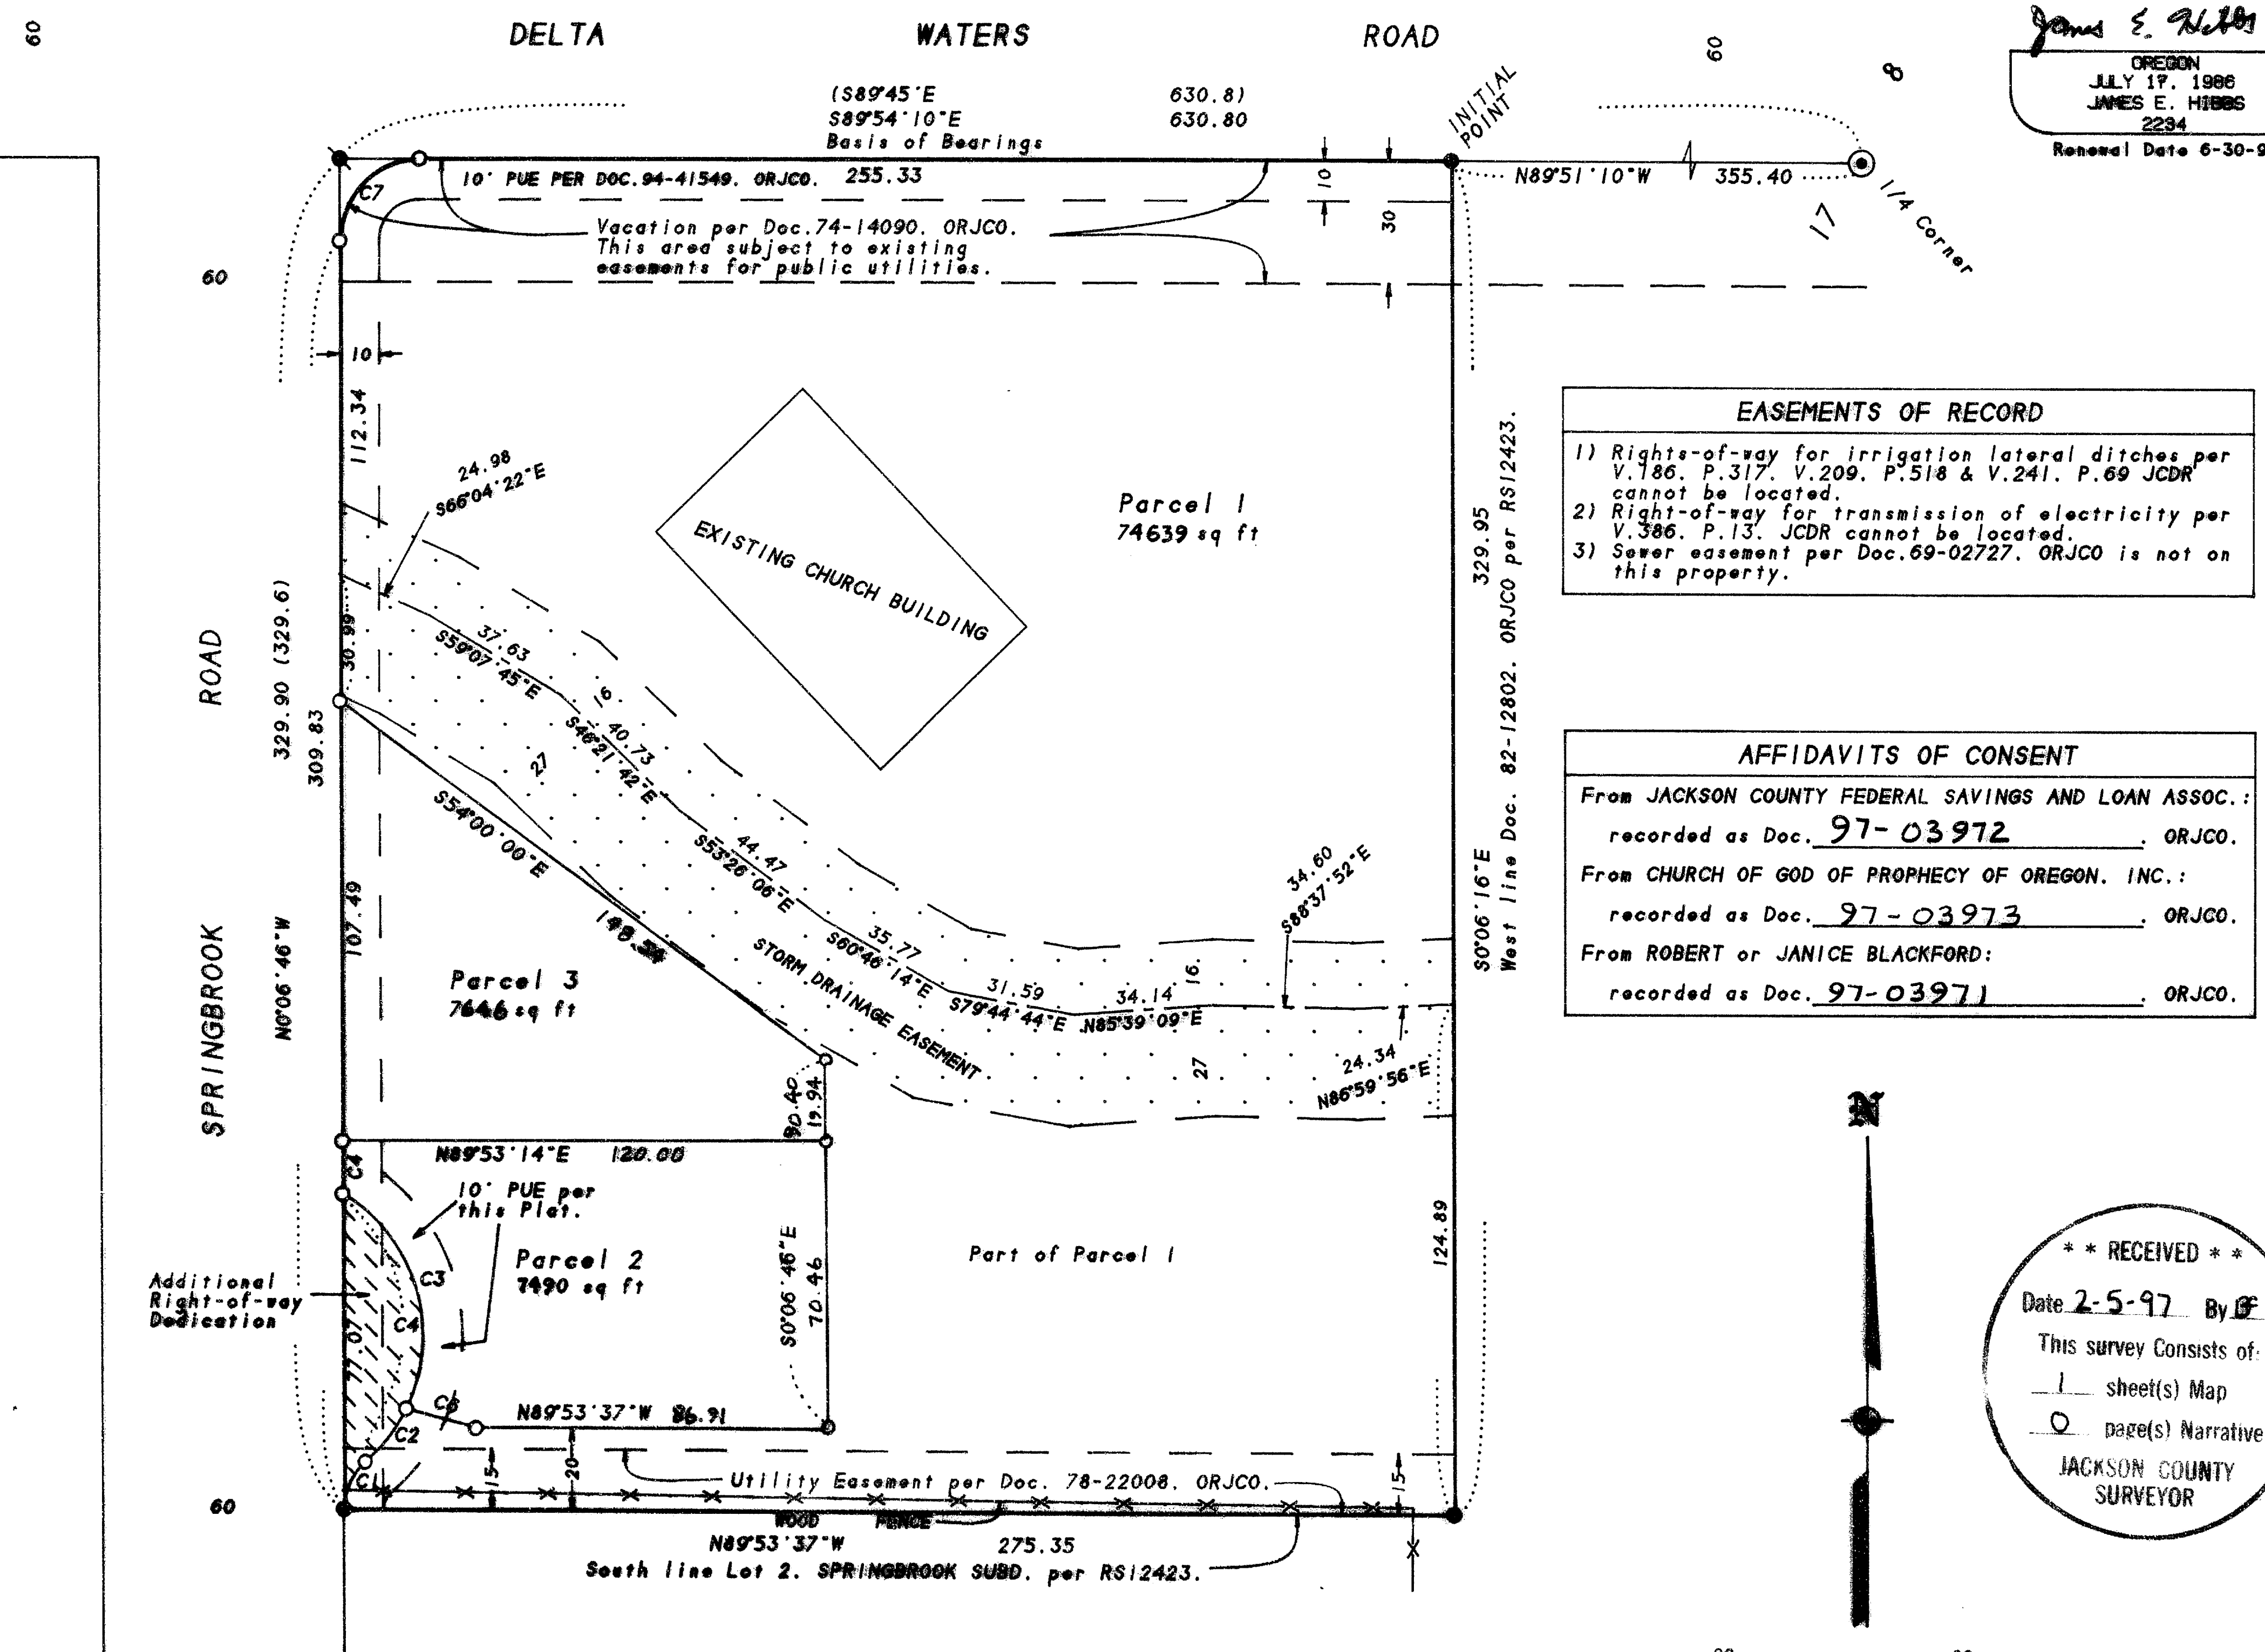 60
DELTA WATERS ROAD
60
8
James E. Hibbs
OREGON
JULY 17. 1986
JAMES E. HIBBS
2234
Renewal Date 6-30-9
(S89°45'E 630.8)
S89°54'10"E 630.80
Basis of Bearings
INITIAL
POINT
10' PUE PER DOC.94-41549. ORJCO. 255.33
N89°51'10"W 355.40
1/4 Corner
17
C7
10
30
Vacation per Doc.74-14090. ORJCO.
This area subject to existing
easements for public utilities.
60
10
112.34
24.98
S66°04'22"E
EXISTING CHURCH BUILDING
Parcel 1
74639 sq ft
329.95
S0°06'16"E
West line Doc. 82-12802. ORJCO per RS12423.
EASEMENTS OF RECORD
1) Rights-of-way for irrigation lateral ditches per
V.186. P.317. V.209. P.518 & V.241. P.69 JCDR
cannot be located.
2) Right-of-way for transmission of electricity per
V.386. P.13. JCDR cannot be located.
3) Sewer easement per Doc.69-02727. ORJCO is not on
this property.
SPRINGBROOK ROAD
329.90 (329.6)
309.83
N0°06'46"W
30.99
37.63
S59°07'45"E
16
40.73
S46°21'42"E
27
44.47
S53°26'06"E
S54°00'00"E
35.77
S60°46'14"E
31.59
S79°44'44"E
34.14
N85°39'09"E
34.60
S88°37'52"E
16
27
24.34
N86°59'56"E
STORM DRAINAGE EASEMENT
AFFIDAVITS OF CONSENT
From JACKSON COUNTY FEDERAL SAVINGS AND LOAN ASSOC.:
recorded as Doc. 97-03972. ORJCO.
From CHURCH OF GOD OF PROPHECY OF OREGON. INC.:
recorded as Doc. 97-03973. ORJCO.
From ROBERT or JANICE BLACKFORD:
recorded as Doc. 97-03971. ORJCO.
107.49
Parcel 3
7646 sq ft
90.40
19.94
N89°53'14"E 120.00
C4
10' PUE per
this Plat.
Parcel 2
7490 sq ft
S0°06'46"E
70.46
Part of Parcel 1
124.89
Additional
Right-of-way
Dedication
C3
C4
77.07
C2
C1
N89°53'37"W 86.91
15
20
15
Utility Easement per Doc. 78-22008. ORJCO.
60
WOOD FENCE
N89°53'37"W 275.35
South line Lot 2. SPRINGBROOK SUBD. per RS12423.
N
* * RECEIVED * *
Date 2-5-97 By
This survey Consists of:
1 sheet(s) Map
0 page(s) Narrative
JACKSON COUNTY
SURVEYOR